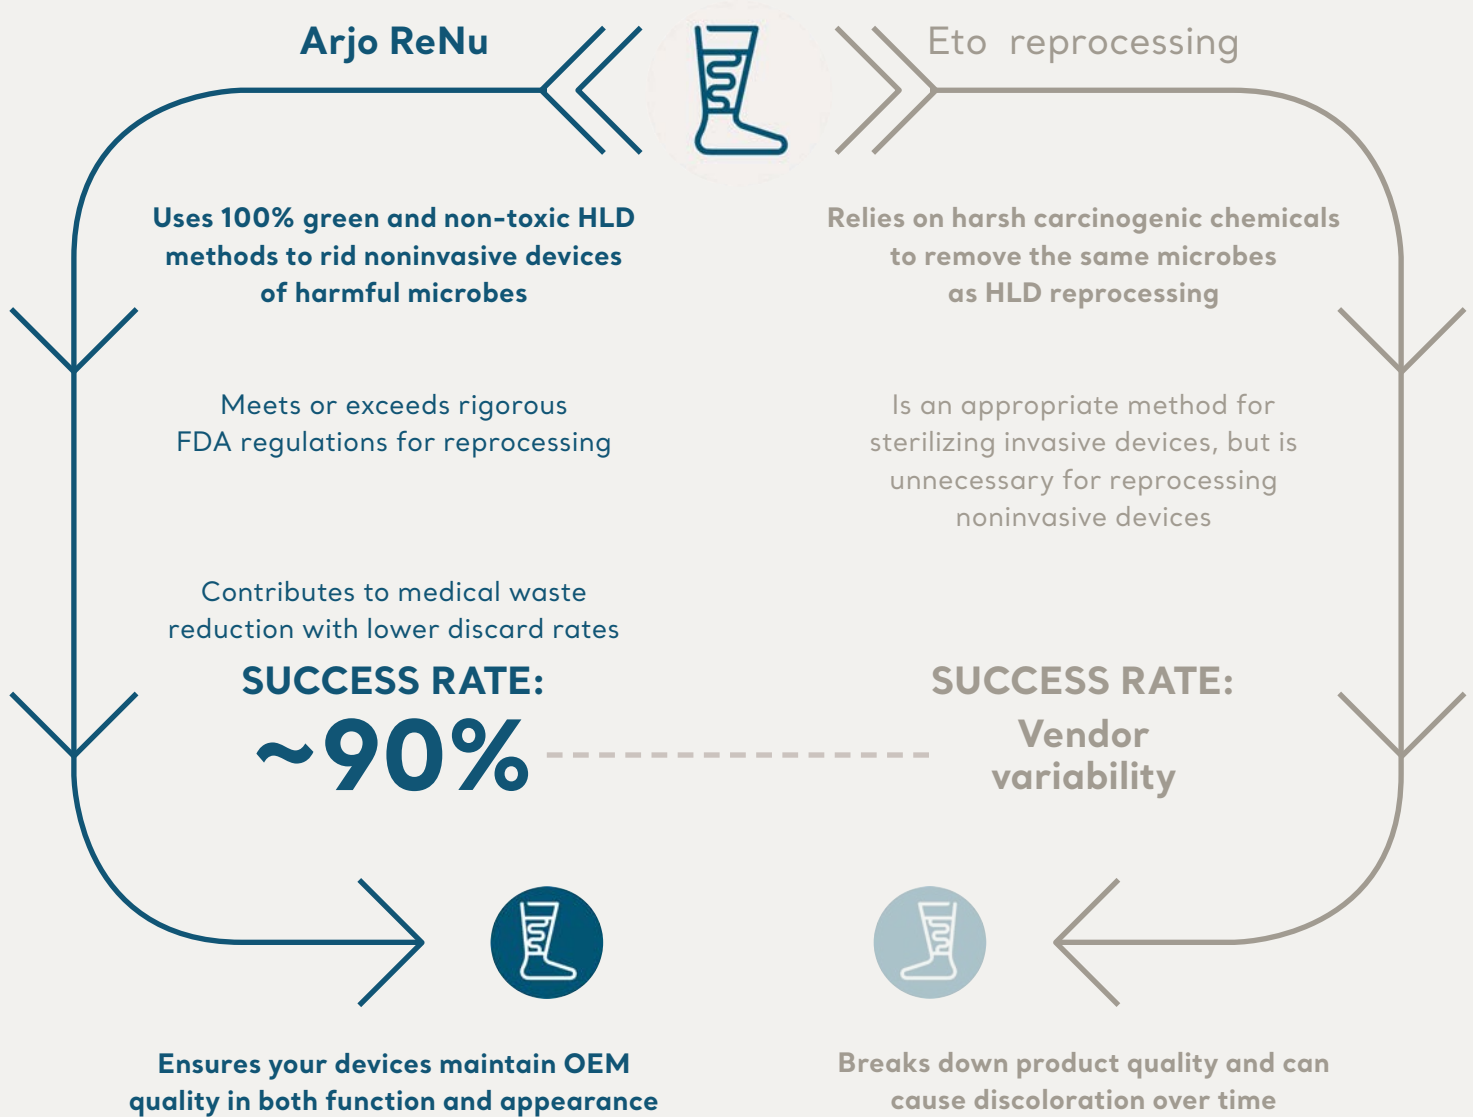 Arjo ReNu
Uses 100% green and non-toxic HLD
methods to rid noninvasive devices
of harmful microbes
Meets or exceeds rigorous
FDA regulations for reprocessing
Contributes to medical waste
reduction with lower discard rates
SUCCESS RATE:
~90%
Ensures your devices maintain OEM
quality in both function and appearance
Eto reprocessing
Relies on harsh carcinogenic chemicals
to remove the same microbes
as HLD reprocessing
Is an appropriate method for
sterilizing invasive devices, but is
unnecessary for reprocessing
noninvasive devices
SUCCESS RATE:
Vendor
variability
Breaks down product quality and can
cause discoloration over time